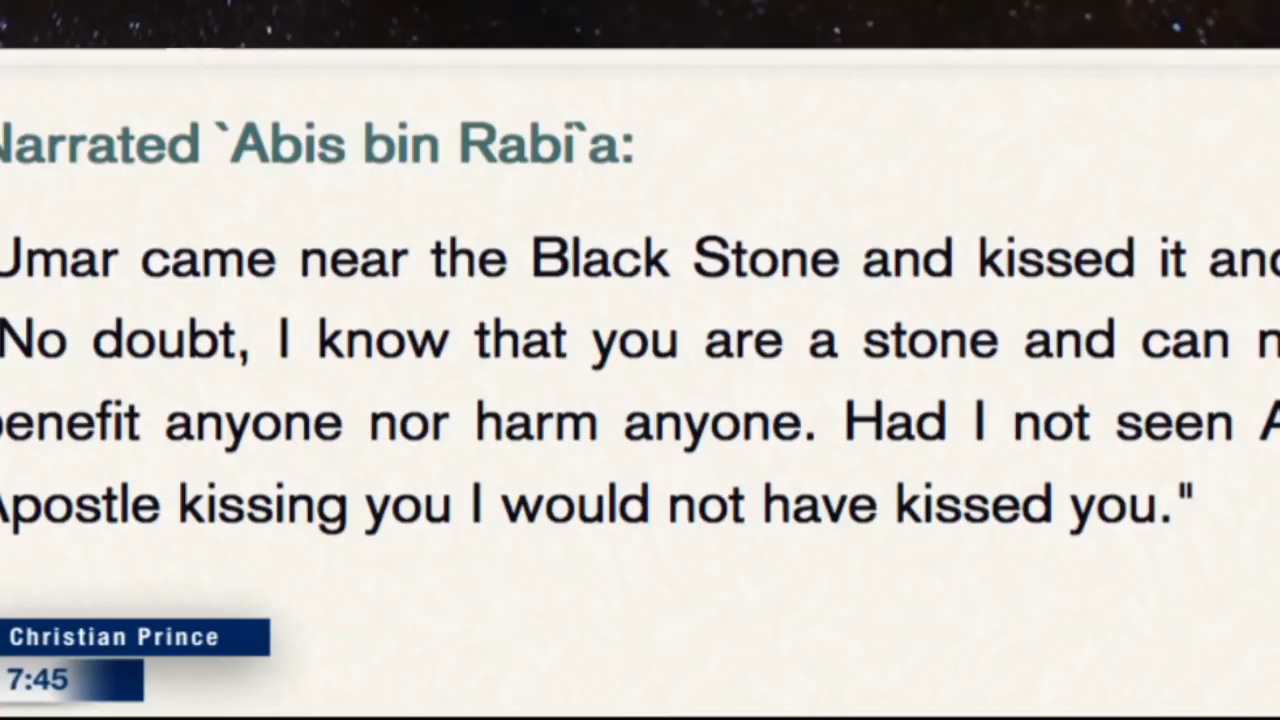 Narrated `Abis bin Rabi`a:
Umar came near the Black Stone and kissed it and
No doubt, I know that you are a stone and can
benefit anyone nor harm anyone. Had I not seen
Apostle kissing you I would not have kissed you."
Christian Prince
7:45